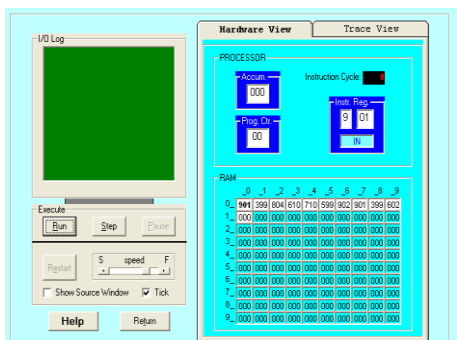 I/O Log
Execute
Run Step Pause
Restart S speed F
Show Source Window Tick
Help Return
Hardware View Trace View
PROCESSOR
Accum. Instruction Cycle: 0
000
Instr. Reg.
9 01
IN
Prog. Ctr.
00
RAM
_0 _1 _2 _3 _4 _5 _6 _7 _8 _9
0_ 901 399 804 610 710 599 902 901 399 602
1_ 000 000 000 000 000 000 000 000 000 000
2_ 000 000 000 000 000 000 000 000 000 000
3_ 000 000 000 000 000 000 000 000 000 000
4_ 000 000 000 000 000 000 000 000 000 000
5_ 000 000 000 000 000 000 000 000 000 000
6_ 000 000 000 000 000 000 000 000 000 000
7_ 000 000 000 000 000 000 000 000 000 000
8_ 000 000 000 000 000 000 000 000 000 000
9_ 000 000 000 000 000 000 000 000 000 000